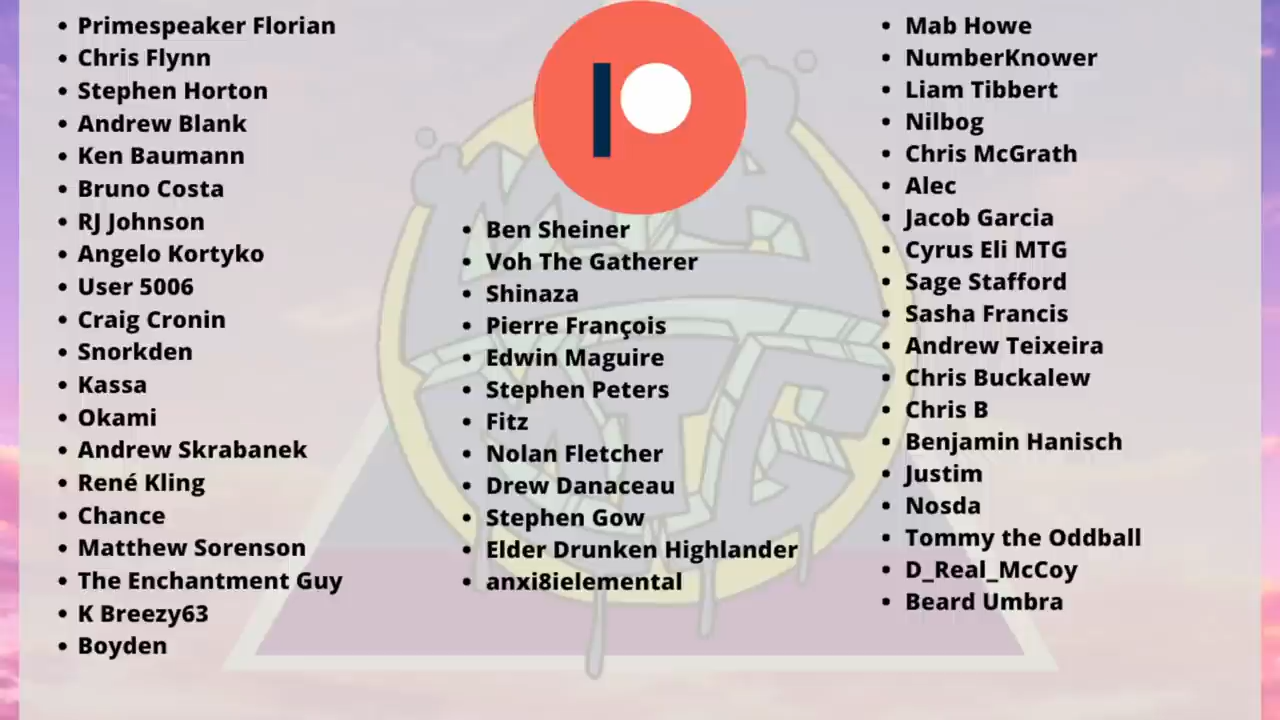 Primespeaker Florian
Chris Flynn
Stephen Horton
Andrew Blank
Ken Baumann
Bruno Costa
RJ Johnson
Angelo Kortyko
User 5006
Craig Cronin
Snorkden
Kassa
Okami
Andrew Skrabanek
René Kling
Chance
Matthew Sorenson
The Enchantment Guy
K Breezy63
Boyden
Ben Sheiner
Voh The Gatherer
Shinaza
Pierre François
Edwin Maguire
Stephen Peters
Fitz
Nolan Fletcher
Drew Danaceau
Stephen Gow
Elder Drunken Highlander
anxi8ielemental
Mab Howe
NumberKnower
Liam Tibbert
Nilbog
Chris McGrath
Alec
Jacob Garcia
Cyrus Eli MTG
Sage Stafford
Sasha Francis
Andrew Teixeira
Chris Buckalew
Chris B
Benjamin Hanisch
Justim
Nosda
Tommy the Oddball
D_Real_McCoy
Beard Umbra